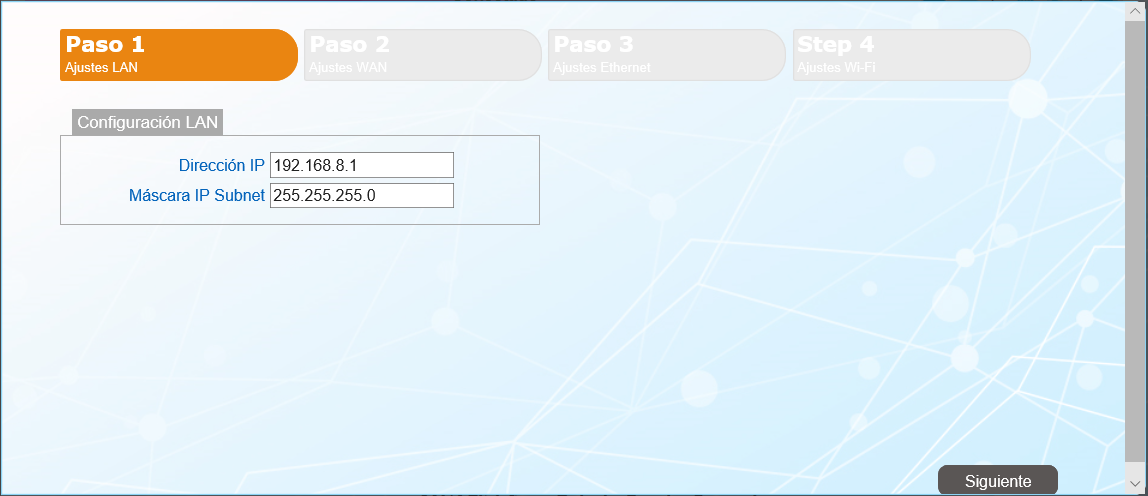 Paso 1
Ajustes LAN
Paso 2
Ajustes WAN
Paso 3
Ajustes Ethernet
Step 4
Ajustes Wi-Fi
Configuración LAN
Dirección IP 192.168.8.1
Máscara IP Subnet 255.255.255.0
Siguiente